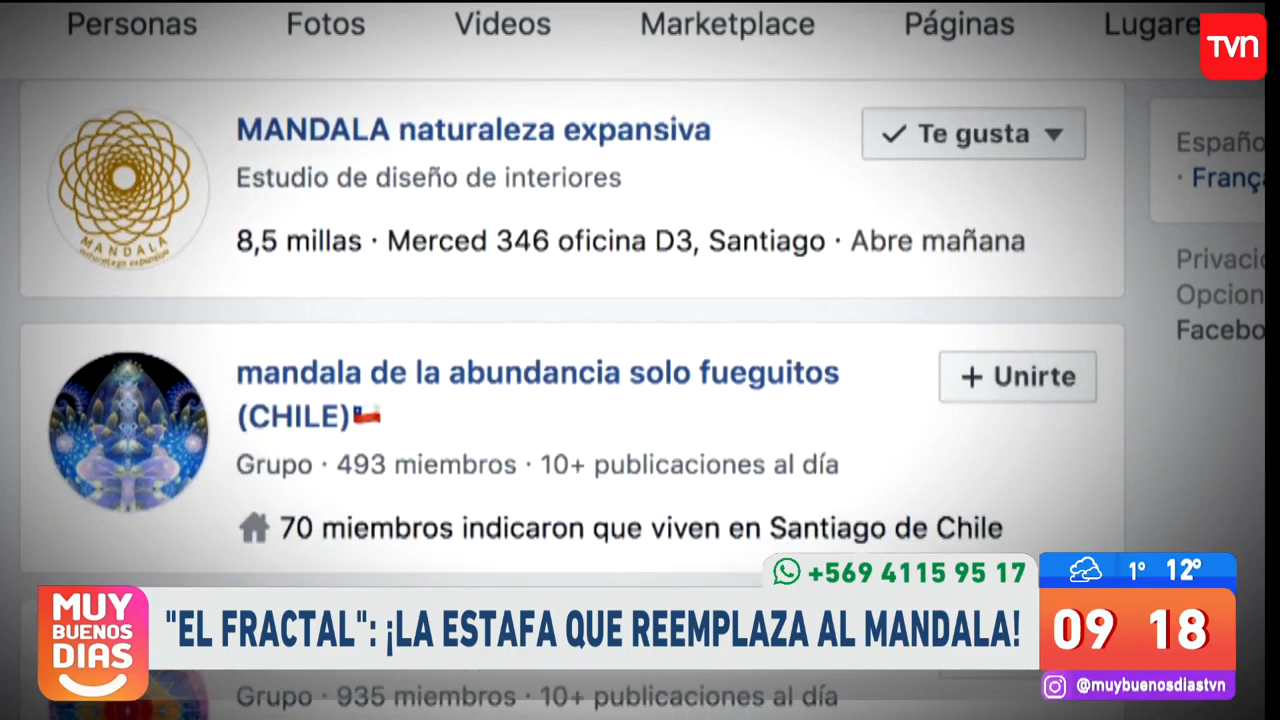 Personas Fotos Videos Marketplace Páginas Lugare
TVN
MANDALA naturaleza expansiva
Te gusta
Estudio de diseño de interiores
8,5 millas · Merced 346 oficina D3, Santiago · Abre mañana
MANDALA
naturaleza expansiva
Españo
· Franç
Privaci
Opcion
Facebo
mandala de la abundancia solo fueguitos
(CHILE)🇨🇱
+ Unirte
Grupo · 493 miembros · 10+ publicaciones al día
70 miembros indicaron que viven en Santiago de Chile
+569 4115 95 17
1° 12°
MUY
BUENOS
DIAS
"EL FRACTAL": ¡LA ESTAFA QUE REEMPLAZA AL MANDALA!
09 18
@muybuenosdiastvn
Grupo · 935 miembros · 10+ publicaciones al día